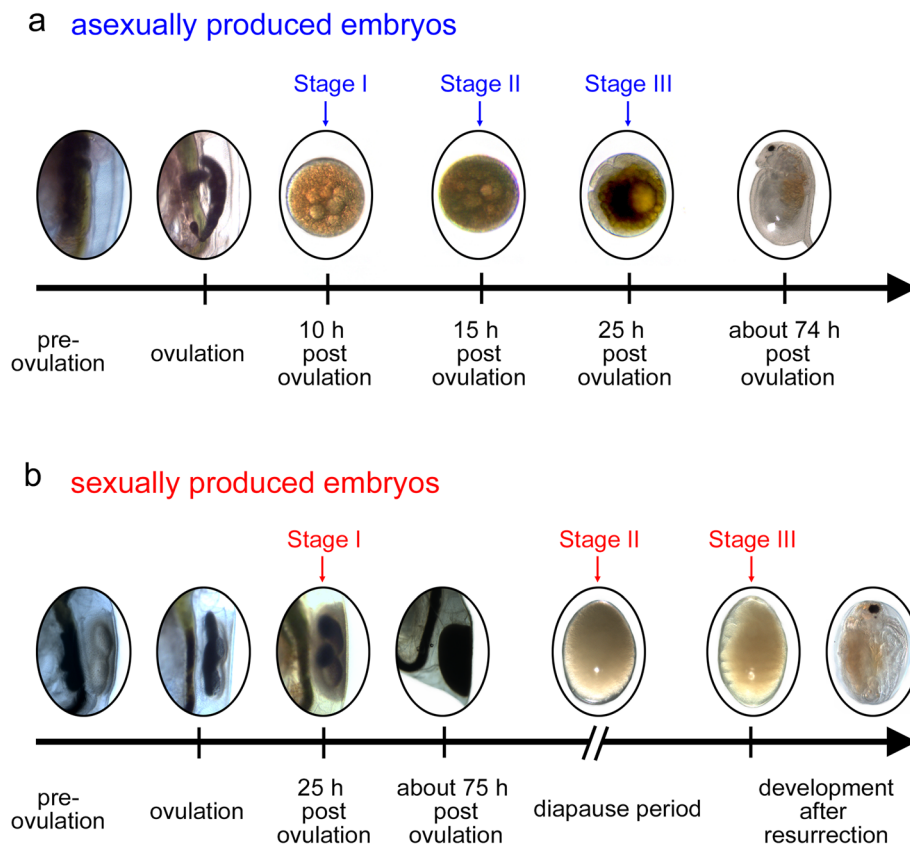 a asexually produced embryos
Stage I Stage II Stage III
pre-
ovulation
ovulation
10 h
post
ovulation
15 h
post
ovulation
25 h
post
ovulation
about 74 h
post
ovulation
b sexually produced embryos
Stage I Stage II Stage III
pre-
ovulation
ovulation
25 h
post
ovulation
about 75 h
post
ovulation
diapause period
development
after
resurrection